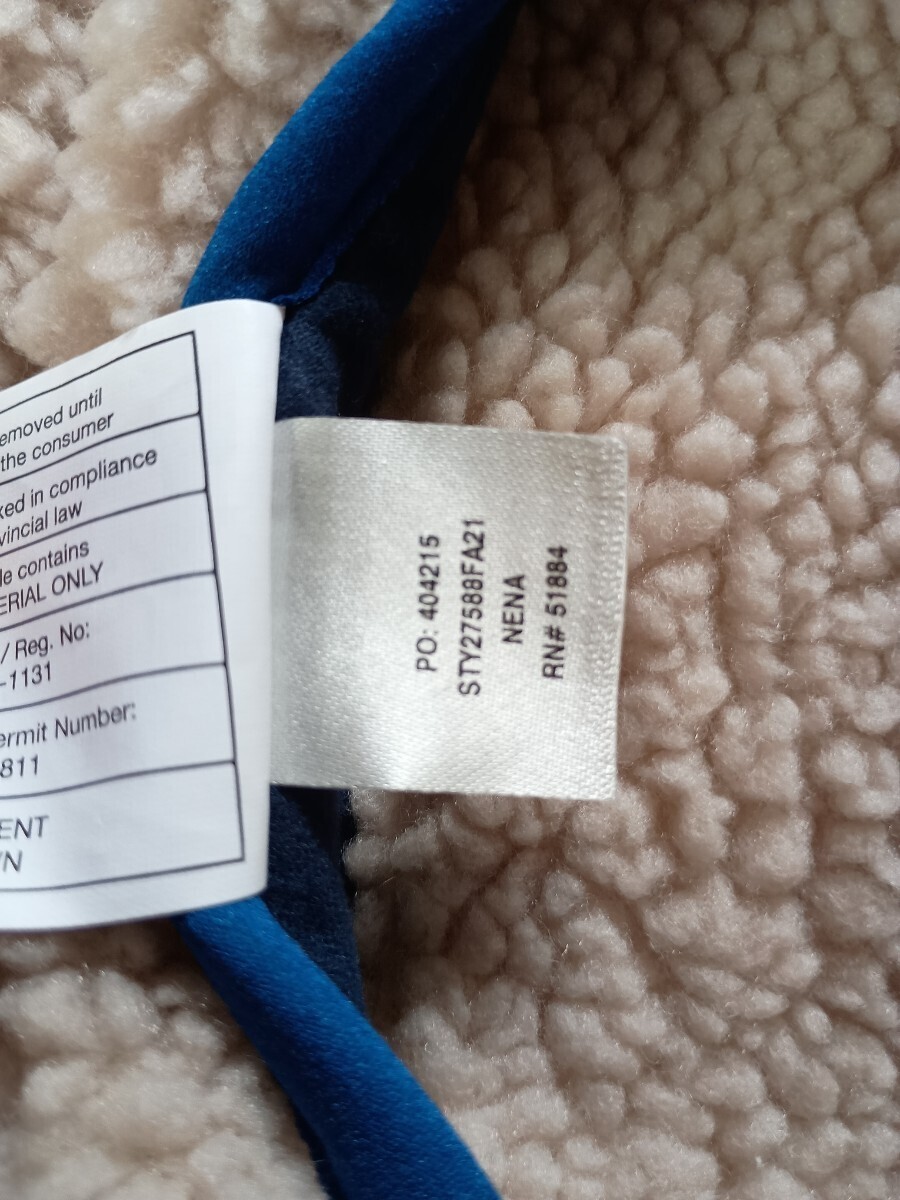 emoved until
the consumer
ked in compliance
vincial law
le contains
ERIAL ONLY
/ Reg. No:
-1131
ermit Number:
811
ENT
PO: 404215
STY27588FA21
NENA
RN# 51884